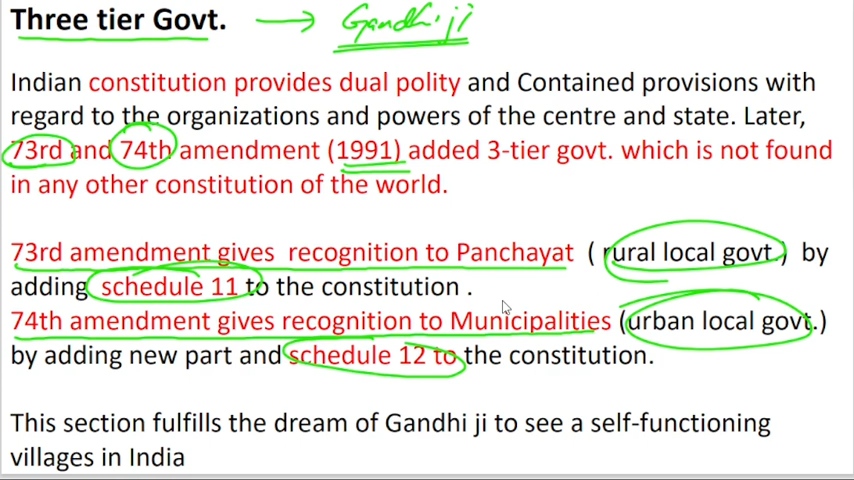 Three tier Govt. Gandhi ji
Indian constitution provides dual polity and Contained provisions with
regard to the organizations and powers of the centre and state. Later,
73rd and 74th amendment (1991) added 3-tier govt. which is not found
in any other constitution of the world.
73rd amendment gives recognition to Panchayat ( rural local govt.) by
adding schedule 11 to the constitution .
74th amendment gives recognition to Municipalities (urban local govt.)
by adding new part and schedule 12 to the constitution.
This section fulfills the dream of Gandhi ji to see a self-functioning
villages in India